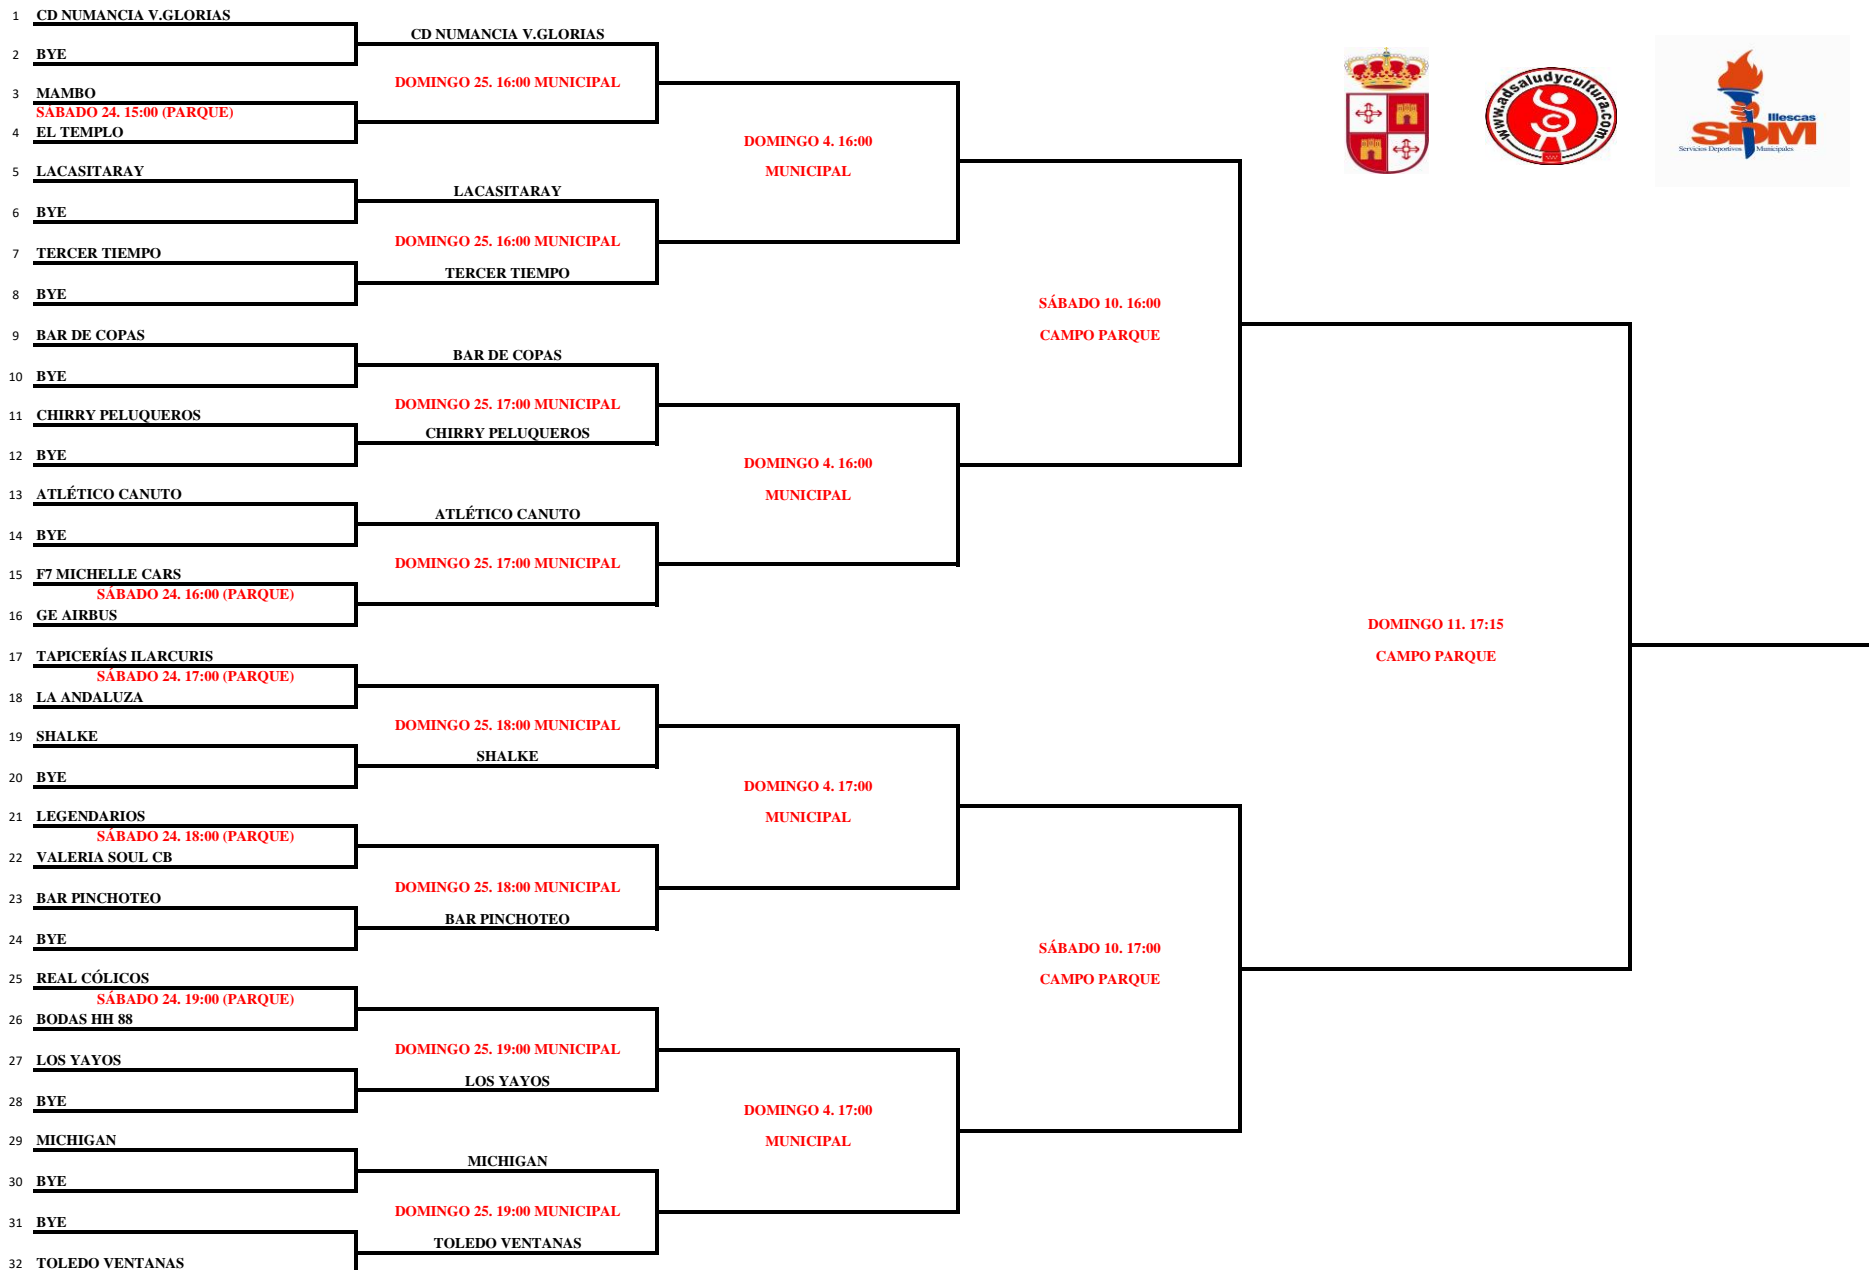 1 CD NUMANCIA V.GLORIAS
CD NUMANCIA V.GLORIAS
2 BYE
DOMINGO 25. 16:00 MUNICIPAL
3 MAMBO
SÁBADO 24. 15:00 (PARQUE)
4 EL TEMPLO
DOMINGO 4. 16:00
MUNICIPAL
5 LACASITARAY
LACASITARAY
6 BYE
DOMINGO 25. 16:00 MUNICIPAL
7 TERCER TIEMPO
TERCER TIEMPO
8 BYE
SÁBADO 10. 16:00
CAMPO PARQUE
9 BAR DE COPAS
BAR DE COPAS
10 BYE
DOMINGO 25. 17:00 MUNICIPAL
11 CHIRRY PELUQUEROS
CHIRRY PELUQUEROS
12 BYE
DOMINGO 4. 16:00
MUNICIPAL
13 ATLÉTICO CANUTO
ATLÉTICO CANUTO
14 BYE
DOMINGO 25. 17:00 MUNICIPAL
15 F7 MICHELLE CARS
SÁBADO 24. 16:00 (PARQUE)
16 GE AIRBUS
DOMINGO 11. 17:15
CAMPO PARQUE
17 TAPICERÍAS ILARCURIS
SÁBADO 24. 17:00 (PARQUE)
18 LA ANDALUZA
DOMINGO 25. 18:00 MUNICIPAL
19 SHALKE
SHALKE
20 BYE
DOMINGO 4. 17:00
MUNICIPAL
21 LEGENDARIOS
SÁBADO 24. 18:00 (PARQUE)
22 VALERIA SOUL CB
DOMINGO 25. 18:00 MUNICIPAL
23 BAR PINCHOTEO
BAR PINCHOTEO
24 BYE
SÁBADO 10. 17:00
CAMPO PARQUE
25 REAL CÓLICOS
SÁBADO 24. 19:00 (PARQUE)
26 BODAS HH 88
DOMINGO 25. 19:00 MUNICIPAL
27 LOS YAYOS
LOS YAYOS
28 BYE
DOMINGO 4. 17:00
MUNICIPAL
29 MICHIGAN
MICHIGAN
30 BYE
DOMINGO 25. 19:00 MUNICIPAL
31 BYE
TOLEDO VENTANAS
32 TOLEDO VENTANAS
www.adsaludycultura.com
SC
Illescas
SDM
Servicios Deportivos Municipales